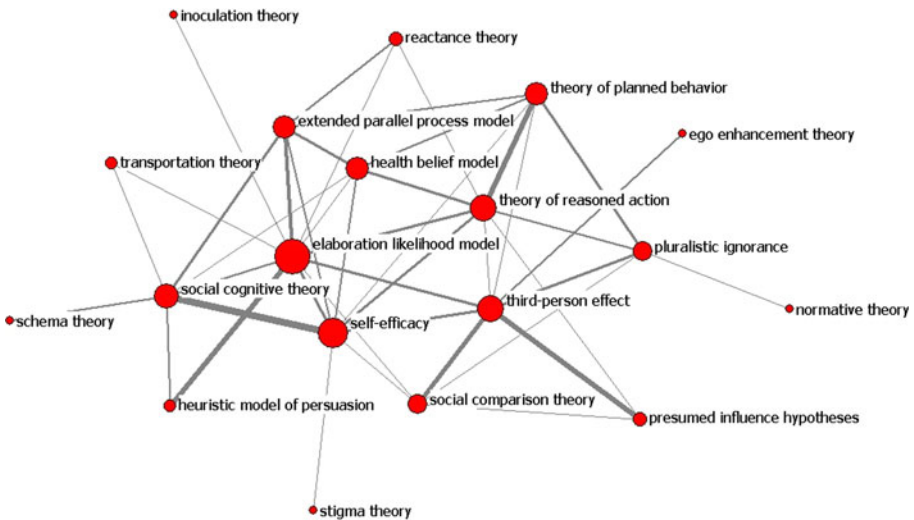 inoculation theory
reactance theory
theory of planned behavior
extended parallel process model
ego enhancement theory
transportation theory
health belief model
theory of reasoned action
elaboration likelihood model
pluralistic ignorance
social cognitive theory
third-person effect
normative theory
schema theory
self-efficacy
heuristic model of persuasion
social comparison theory
presumed influence hypotheses
stigma theory